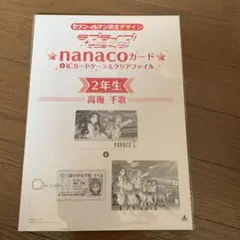 セブン-イレブン限定デザイン
ラブライブ!
サンシャイン!!
nanacoカード
+ICカードケース&クリアファイル
2年生
高海 千歌
nanaco